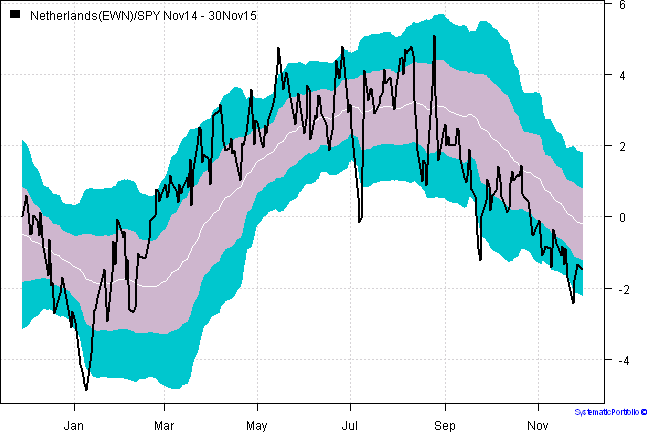 Netherlands(EWN)/SPY Nov14 - 30Nov15
6
4
2
0
-2
-4
Jan Mar May Jul Sep Nov
SystematicPortfolio ©